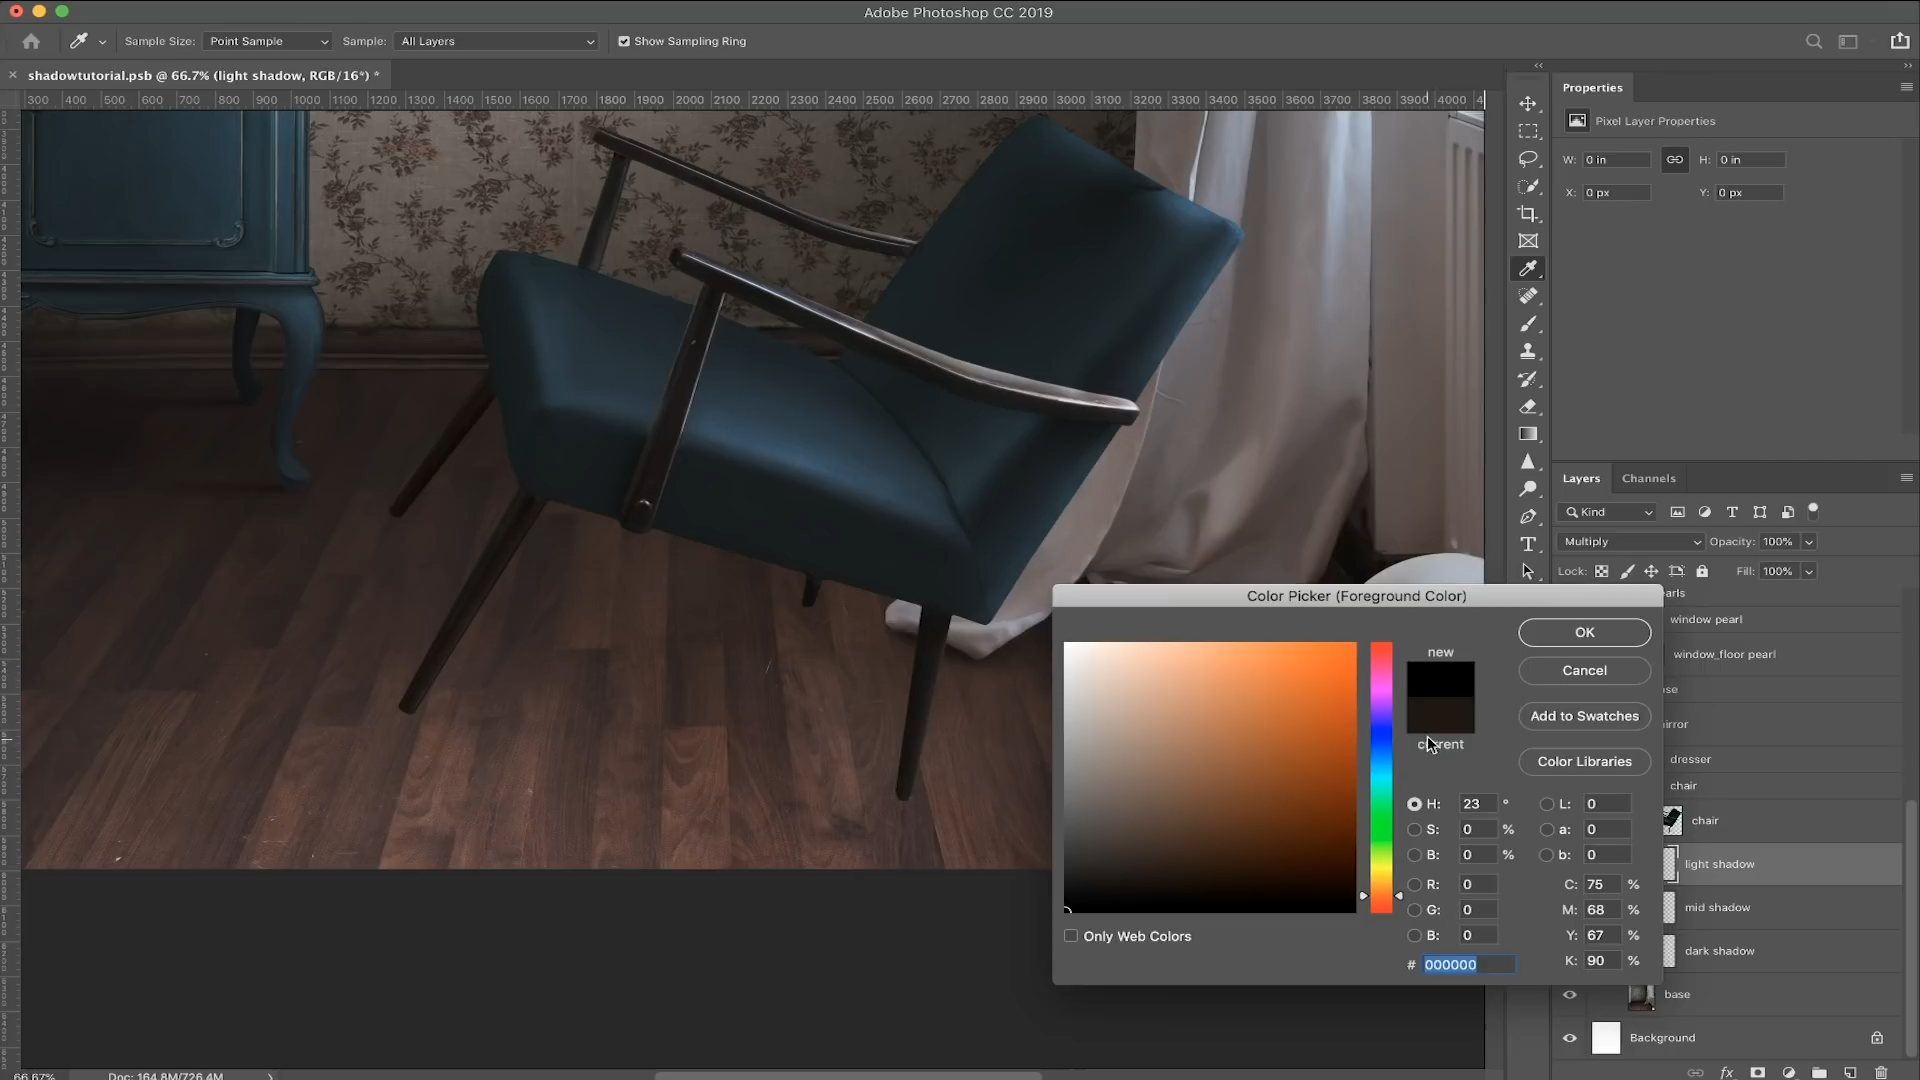 Adobe Photoshop CC 2019
Sample Size: Point Sample Sample: All Layers Show Sampling Ring
shadowtutorial.psb @ 66.7% (light shadow, RGB/16*) *
300 400 500 600 700 800 900 1000 1100 1200 1300 1400 1500 1600 1700 1800 1900 2000 2100 2200 2300 2400 2500 2600 2700 2800 2900 3000 3100 3200 3300 3400 3500 3600 3700 3800 3900 4000 4
Properties
Pixel Layer Properties
W: 0 in H: 0 in
X: 0 px Y: 0 px
Layers Channels
Kind
Multiply Opacity: 100%
Lock: Fill: 100%
earls
window pearl
window_floor pearl
ase
irror
dresser
chair
chair
light shadow
mid shadow
dark shadow
base
Background
Color Picker (Foreground Color)
new
current
OK
Cancel
Add to Swatches
Color Libraries
H: 23 °
S: 0 %
B: 0 %
R: 0
G: 0
B: 0
L: 0
a: 0
b: 0
C: 75 %
M: 68 %
Y: 67 %
K: 90 %
# 000000
Only Web Colors
66.67% Doc: 164.8M/726.4M